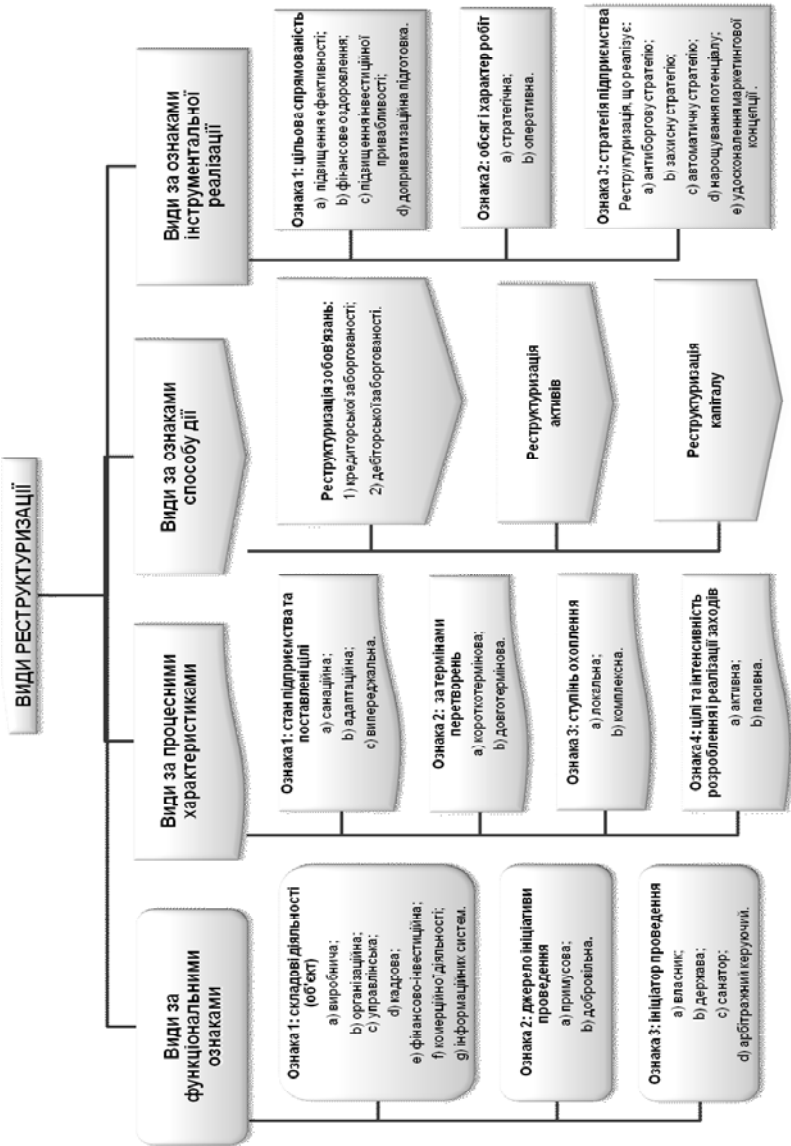 ВИДИ РЕСТРУКТУРИЗАЦІЇ
Види за
функціональними
ознаками
Ознака 1: складові діяльності
(об'єкт)
a) виробнича;
b) організаційна;
c) управлінська;
d) кадрова;
e) фінансово-інвестиційна;
f) комерційної діяльності;
g) інформаційних систем.
Ознака 2: джерело ініціативи
проведення
a) примусова;
b) добровільна.
Ознака 3: ініціатор проведення
a) власник;
b) держава;
c) санатор;
d) арбітражний керуючий.
Види за процесними
характеристиками
Ознака 1: стан підприємства та
поставлені цілі
a) санаційна;
b) адаптаційна;
c) випереджальна.
Ознака 2: за термінами
перетворень
a) короткотермінова;
b) довготермінова.
Ознака 3: ступінь охоплення
a) локальна;
b) комплексна.
Ознака 4: цілі та інтенсивність
розроблення і реалізації заходів
a) активна;
b) пасивна.
Види за ознаками
способу дії
Реструктуризація зобов'язань:
1) кредиторської заборгованості;
2) дебіторської заборгованості.
Реструктуризація
активів
Реструктуризація
капіталу
Види за ознаками
інструментальної
реалізації
Ознака 1: цільова спрямованість
a) підвищення ефективності;
b) фінансове оздоровлення;
c) підвищення інвестиційної
привабливості;
d) доприватизаційна підготовка.
Ознака 2: обсяг і характер робіт
a) стратегічна;
b) оперативна.
Ознака 3: стратегія підприємства
Реструктуризація, що реалізує:
a) антиборгову стратегію;
b) захисну стратегію;
c) автоматичну стратегію;
d) нарощування потенціалу;
e) удосконалення маркетингової
концепції.